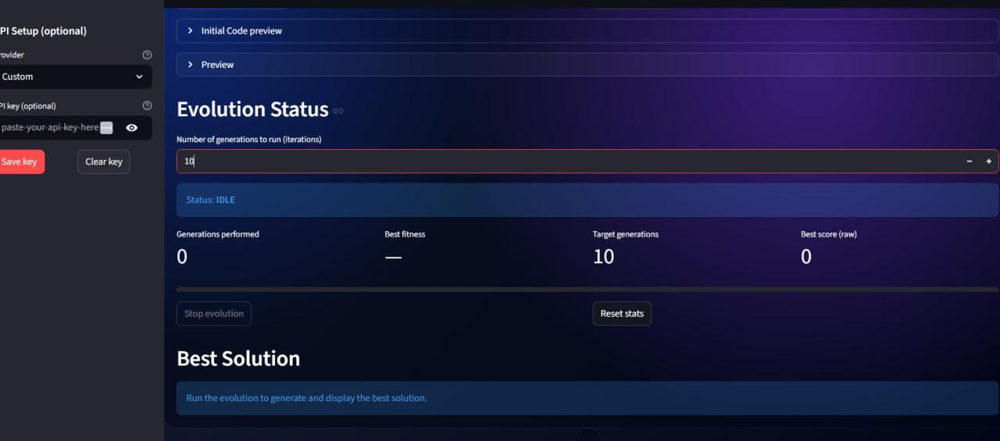 PI Setup (optional)
rovider
Custom
PI key (optional)
paste-your-api-key-here
Save key
Clear key
Initial Code preview
Preview
Evolution Status
Number of generations to run (iterations)
10
Status: IDLE
Generations performed
Best fitness
Target generations
Best score (raw)
0
—
10
0
Stop evolution
Reset stats
Best Solution
Run the evolution to generate and display the best solution.